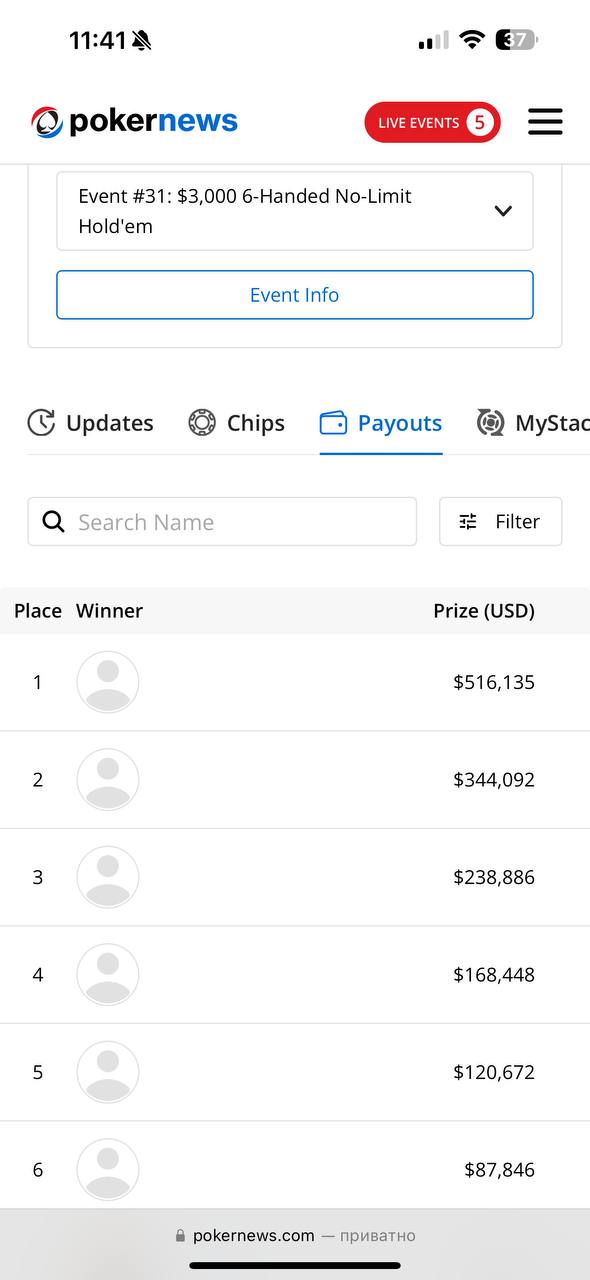 11:41
37
pokernews
LIVE EVENTS 5
Event #31: $3,000 6-Handed No-Limit
Hold'em
Event Info
Updates
Chips
Payouts
MyStac
Search Name
Filter
Place Winner Prize (USD)
1 $516,135
2 $344,092
3 $238,886
4 $168,448
5 $120,672
6 $87,846
pokernews.com — приватно